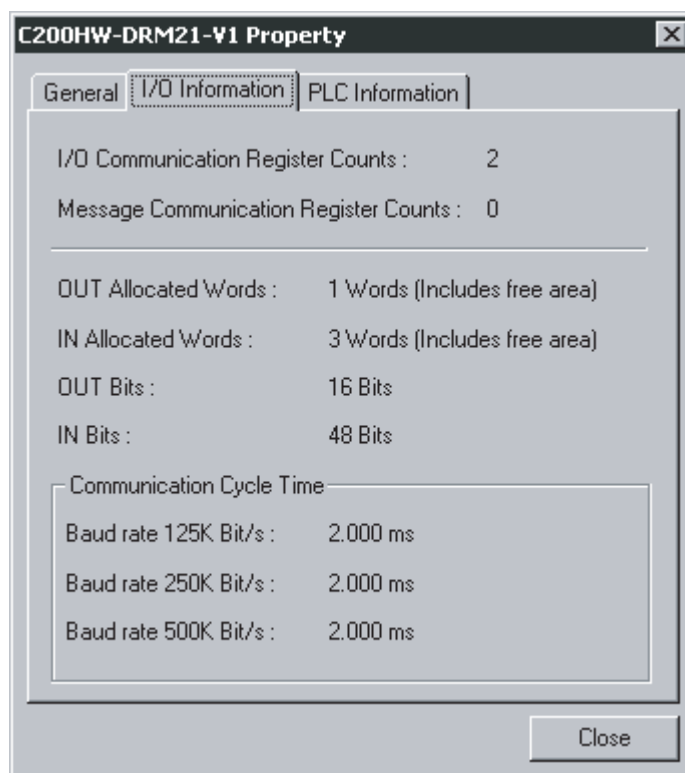 C200HW-DRM21-V1 Property
General I/O Information PLC Information
I/O Communication Register Counts : 2
Message Communication Register Counts : 0
OUT Allocated Words : 1 Words (Includes free area)
IN Allocated Words : 3 Words (Includes free area)
OUT Bits : 16 Bits
IN Bits : 48 Bits
Communication Cycle Time
Baud rate 125K Bit/s : 2.000 ms
Baud rate 250K Bit/s : 2.000 ms
Baud rate 500K Bit/s : 2.000 ms
Close